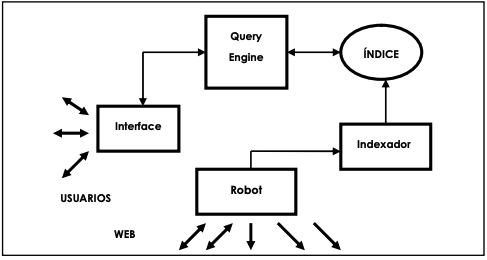 Query
Engine
ÍNDICE
Interface
Indexador
Robot
USUARIOS
WEB